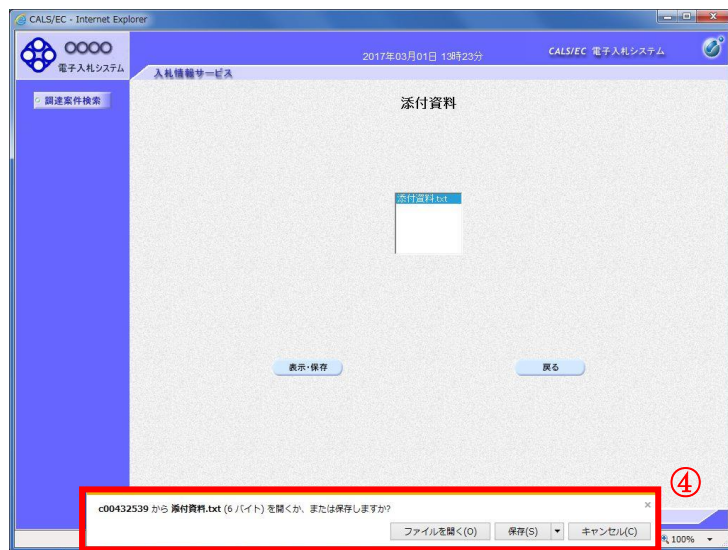 CALS/EC - Internet Explorer
○○○○
電子入札システム
2017年03月01日 13時23分
CALS/EC 電子入札システム
入札情報サービス
調達案件検索
添付資料
添付資料.txt
表示・保存
戻る
④
c00432539 から 添付資料.txt (6 バイト) を開くか、または保存しますか?
×
ファイルを開く(O)
保存(S)
キャンセル(C)
100%